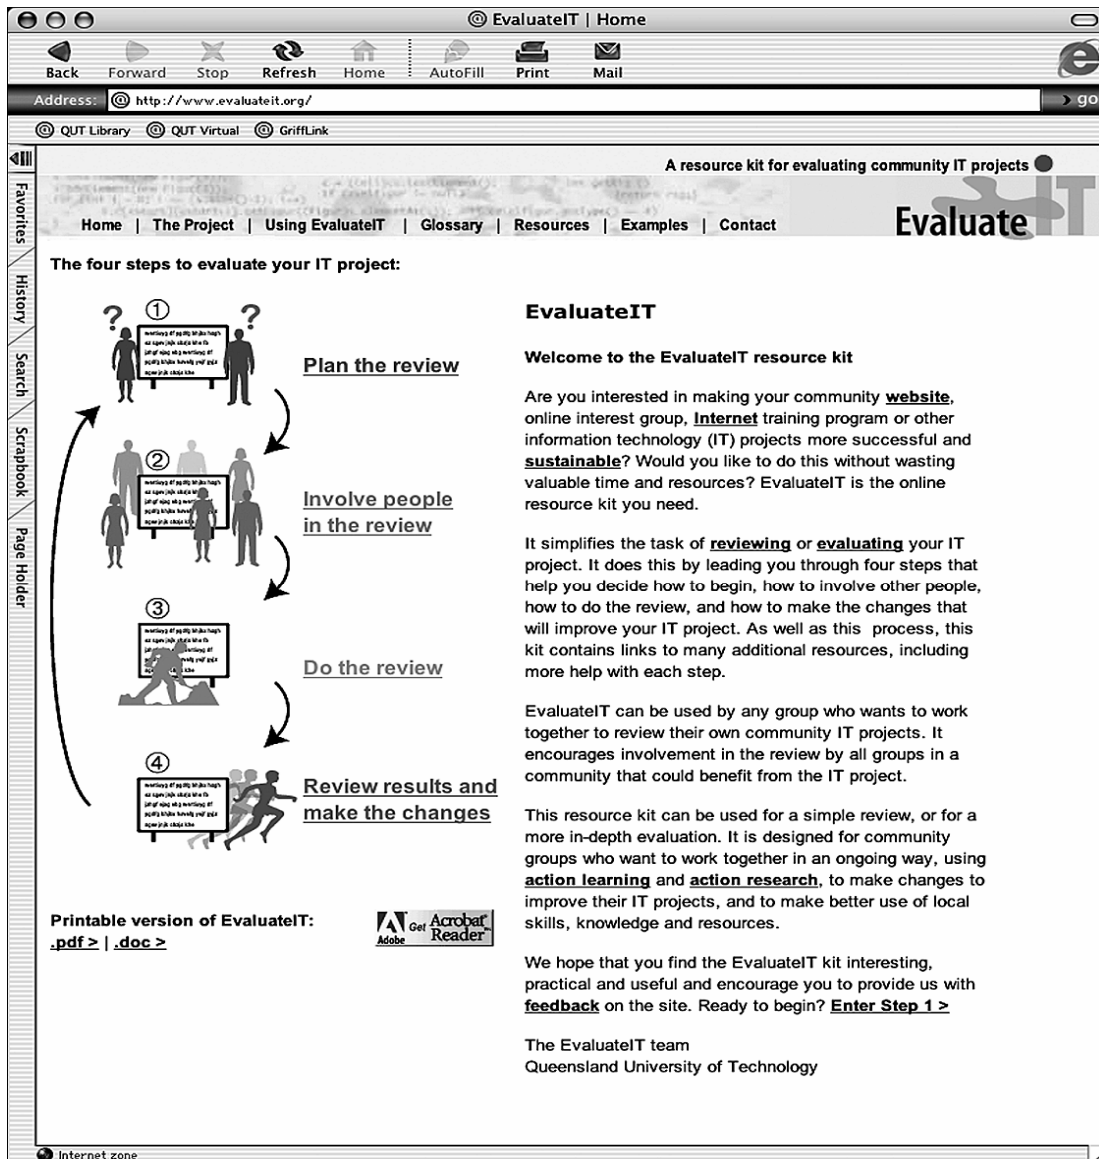 EvaluateIT | Home
Back Forward Stop Refresh Home AutoFill Print Mail
Address: http://www.evaluateit.org/ go
QUT Library QUT Virtual GriffLink
Favorites
History
Search
Scrapbook
Page Holder
A resource kit for evaluating community IT projects
Home | The Project | Using EvaluateIT | Glossary | Resources | Examples | Contact
Evaluate IT
The four steps to evaluate your IT project:
1
Plan the review
2
Involve people
in the review
3
Do the review
4
Review results and
make the changes
Printable version of EvaluateIT:
.pdf > | .doc >
Adobe Get Acrobat Reader
EvaluateIT
Welcome to the EvaluateIT resource kit
Are you interested in making your community website,
online interest group, Internet training program or other
information technology (IT) projects more successful and
sustainable? Would you like to do this without wasting
valuable time and resources? EvaluateIT is the online
resource kit you need.
It simplifies the task of reviewing or evaluating your IT
project. It does this by leading you through four steps that
help you decide how to begin, how to involve other people,
how to do the review, and how to make the changes that
will improve your IT project. As well as this process, this
kit contains links to many additional resources, including
more help with each step.
EvaluateIT can be used by any group who wants to work
together to review their own community IT projects. It
encourages involvement in the review by all groups in a
community that could benefit from the IT project.
This resource kit can be used for a simple review, or for a
more in-depth evaluation. It is designed for community
groups who want to work together in an ongoing way, using
action learning and action research, to make changes to
improve their IT projects, and to make better use of local
skills, knowledge and resources.
We hope that you find the EvaluateIT kit interesting,
practical and useful and encourage you to provide us with
feedback on the site. Ready to begin? Enter Step 1 >
The EvaluateIT team
Queensland University of Technology
Internet zone